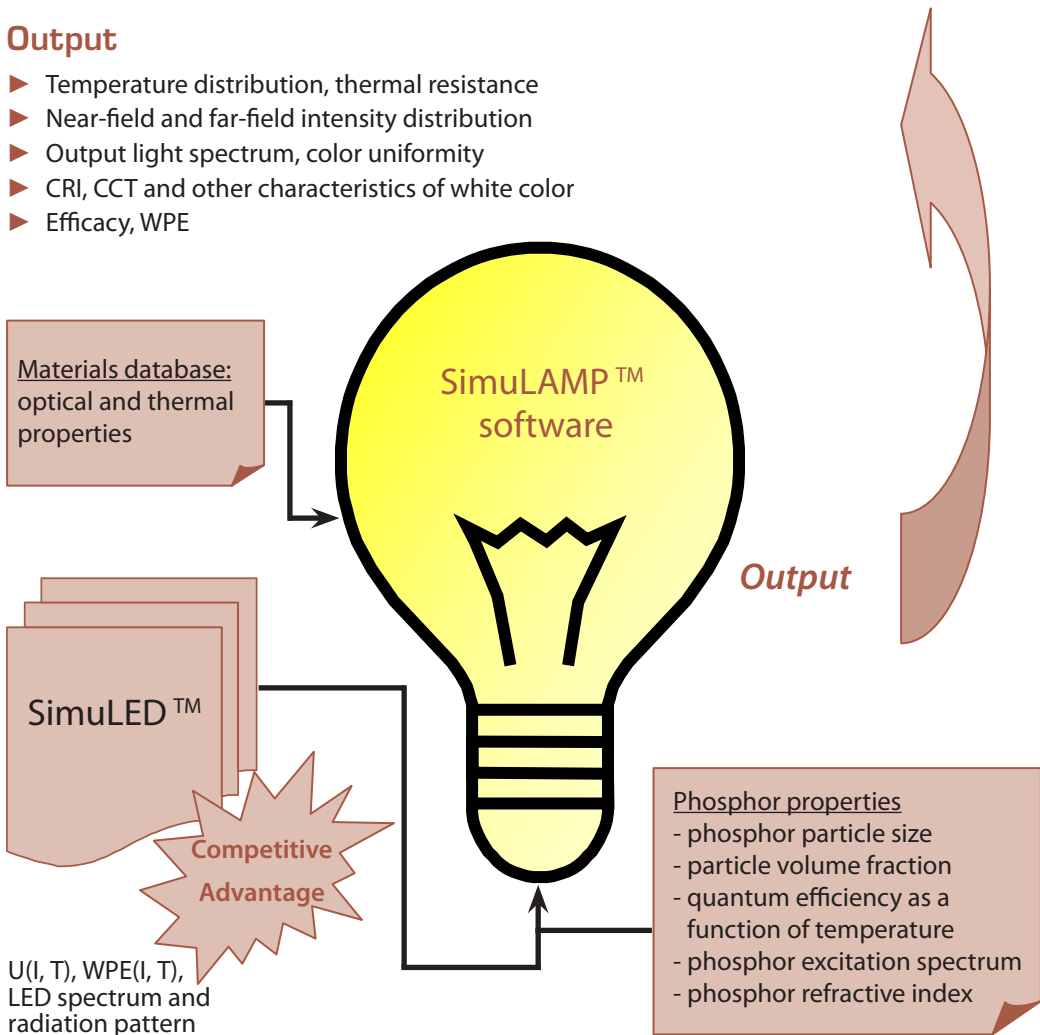 Output
► Temperature distribution, thermal resistance
► Near-field and far-field intensity distribution
► Output light spectrum, color uniformity
► CRI, CCT and other characteristics of white color
► Efficacy, WPE
Materials database:
optical and thermal
properties
SimuLAMP ™
software
Output
SimuLED ™
Competitive
Advantage
U(I, T), WPE(I, T),
LED spectrum and
radiation pattern
Phosphor properties
- phosphor particle size
- particle volume fraction
- quantum efficiency as a
function of temperature
- phosphor excitation spectrum
- phosphor refractive index